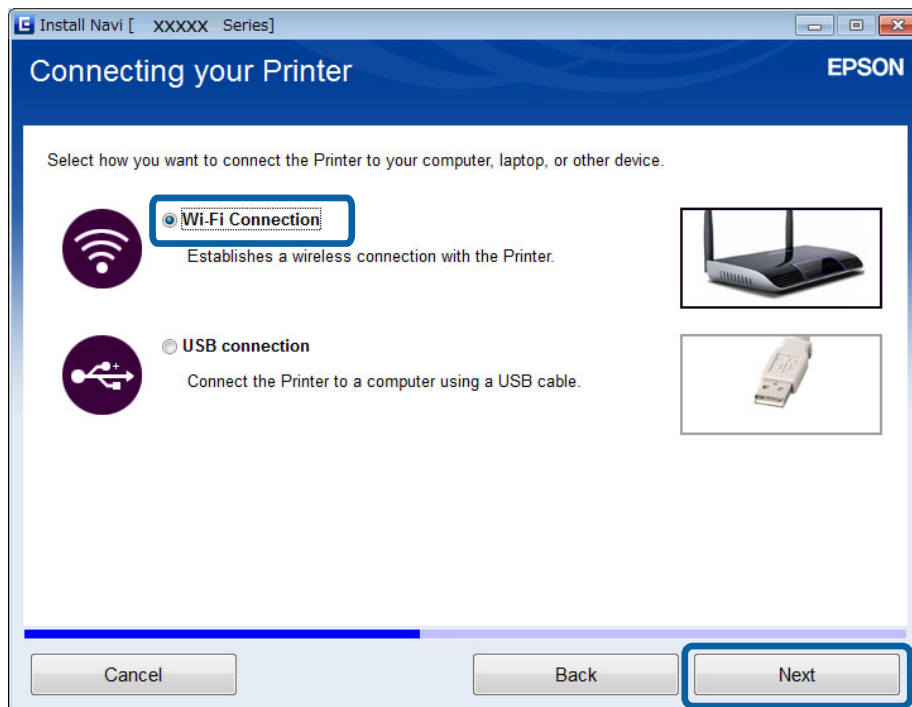 Install Navi [ XXXXX Series]
Connecting your Printer
EPSON
Select how you want to connect the Printer to your computer, laptop, or other device.
Wi-Fi Connection
Establishes a wireless connection with the Printer.
USB connection
Connect the Printer to a computer using a USB cable.
Cancel
Back
Next